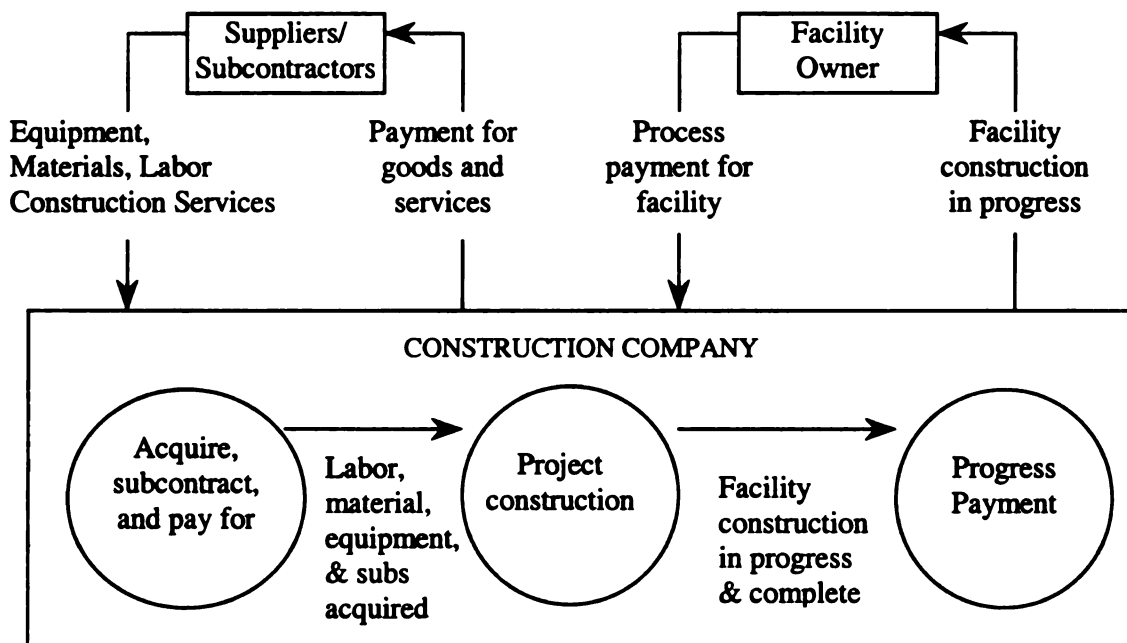 Suppliers/
Subcontractors
Facility
Owner
Equipment,
Materials, Labor
Construction Services
Payment for
goods and
services
Process
payment for
facility
Facility
construction
in progress
CONSTRUCTION COMPANY
Acquire,
subcontract,
and pay for
Labor,
material,
equipment,
& subs
acquired
Project
construction
Facility
construction
in progress
& complete
Progress
Payment